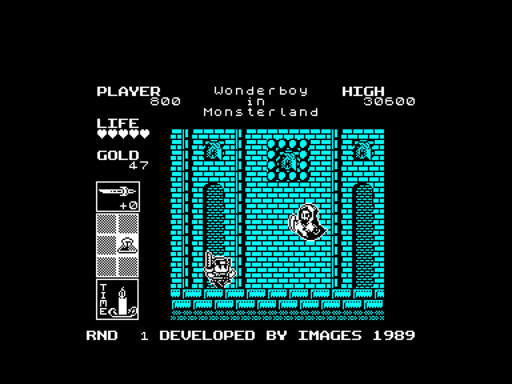 PLAYER
800
Wonderboy
in
Monsterland
HIGH
30600
LIFE
GOLD
47
+0
TIME
RND 1 DEVELOPED BY IMAGES 1989